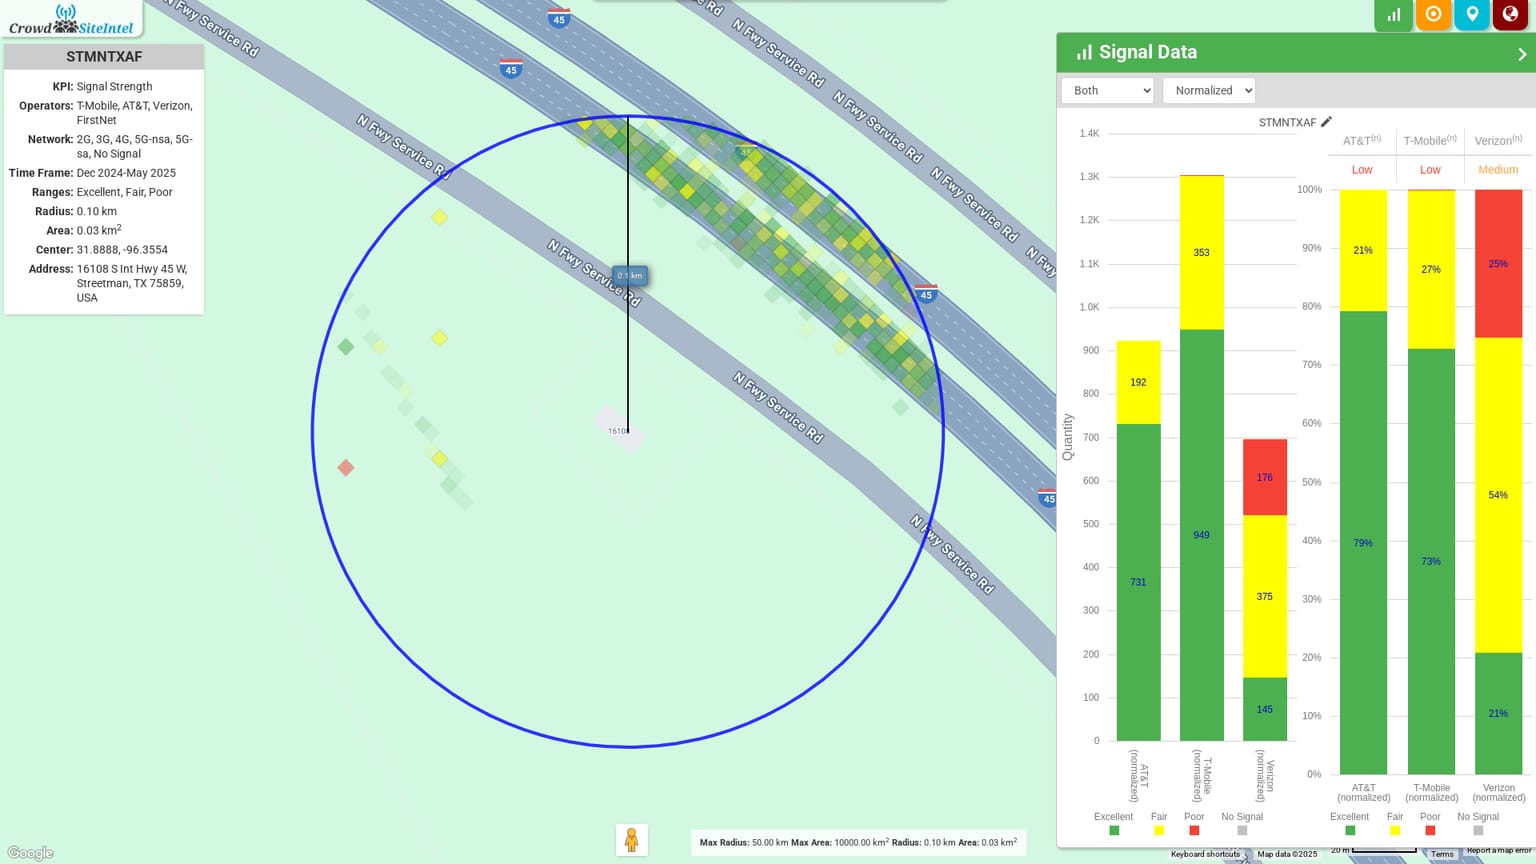 Crowd SiteIntel
STMNTXAF
KPI: Signal Strength
Operators: T-Mobile, AT&T, Verizon,
FirstNet
Network: 2G, 3G, 4G, 5G-nsa, 5G-
sa, No Signal
Time Frame: Dec 2024-May 2025
Ranges: Excellent, Fair, Poor
Radius: 0.10 km
Area: 0.03 km²
Center: 31.8888, -96.3554
Address: 16108 S Int Hwy 45 W,
Streetman, TX 75859,
USA
N Fwy Service Rd
45
45
N Fwy Service Rd
N Fwy Service Rd
N Fwy Service Rd
N Fwy Service Rd
N Fwy Service Rd
45
N Fwy Service Rd
0.1 km
45
N Fwy Service Rd
45
N Fwy Service Rd
Google
Max Radius: 50.00 km Max Area: 10000.00 km² Radius: 0.10 km Area: 0.03 km²
Signal Data
Both
Normalized
STMNTXAF
1.4K
1.3K
1.2K
1.1K
1.0K
900
800
700
600
500
400
300
200
100
0
Quantity
192
731
353
949
176
375
145
AT&T
(normalized)
T-Mobile
(normalized)
Verizon
(normalized)
Excellent Fair Poor No Signal
AT&T(n) T-Mobile(n) Verizon(n)
Low Low Medium
100%
90%
80%
70%
60%
50%
40%
30%
20%
10%
0%
21%
79%
27%
73%
25%
54%
21%
AT&T
(normalized)
T-Mobile
(normalized)
Verizon
(normalized)
Excellent Fair Poor No Signal
Keyboard shortcuts Map data ©2025 20 m Terms Report a map error